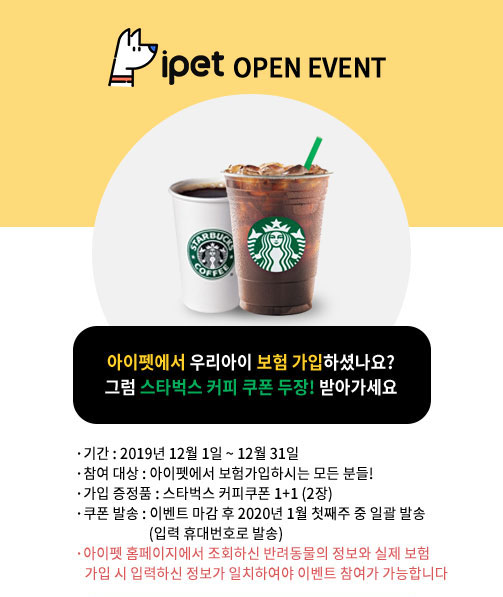 ipet OPEN EVENT
STARBUCKS
COFFEE
아이펫에서 우리아이 보험 가입하셨나요?
그럼 스타벅스 커피 쿠폰 두장! 받아가세요
· 기간 : 2019년 12월 1일 ~ 12월 31일
· 참여 대상 : 아이펫에서 보험가입하시는 모든 분들!
· 가입 증정품 : 스타벅스 커피쿠폰 1+1 (2장)
· 쿠폰 발송 : 이벤트 마감 후 2020년 1월 첫째주 중 일괄 발송
(입력 휴대번호로 발송)
· 아이펫 홈페이지에서 조회하신 반려동물의 정보와 실제 보험
가입 시 입력하신 정보가 일치하여야 이벤트 참여가 가능합니다